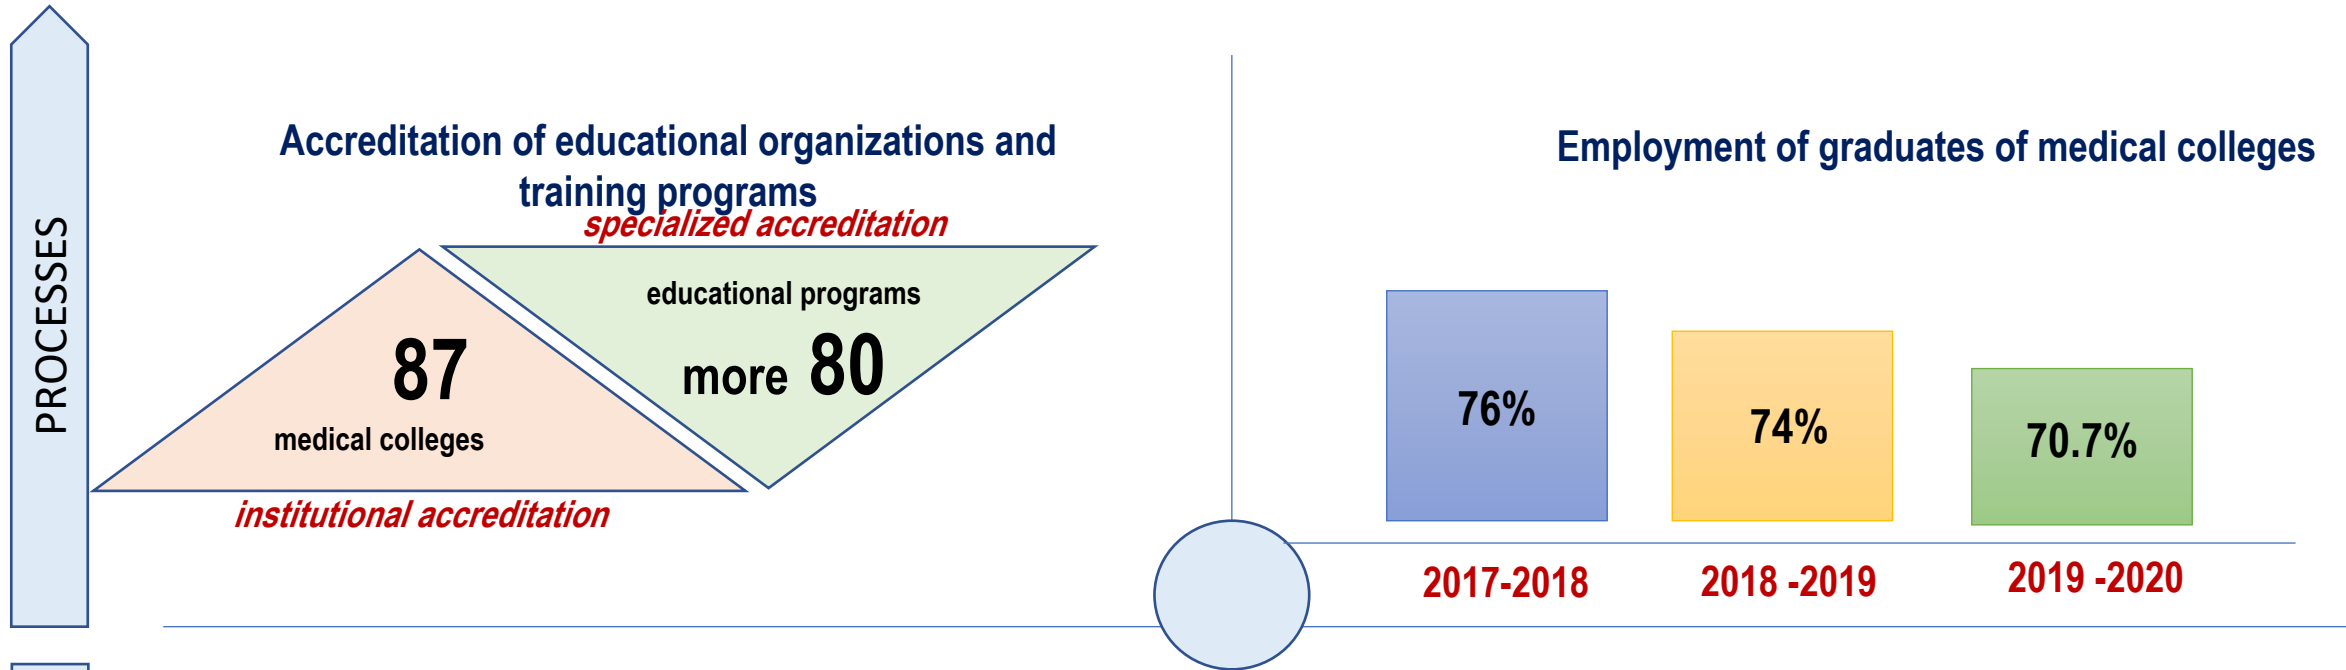 PROCESSES
Accreditation of educational organizations and
training programs
specialized accreditation
educational programs
more 80
87
medical colleges
institutional accreditation
Employment of graduates of medical colleges
76%
74%
70.7%
2017-2018
2018 -2019
2019 -2020